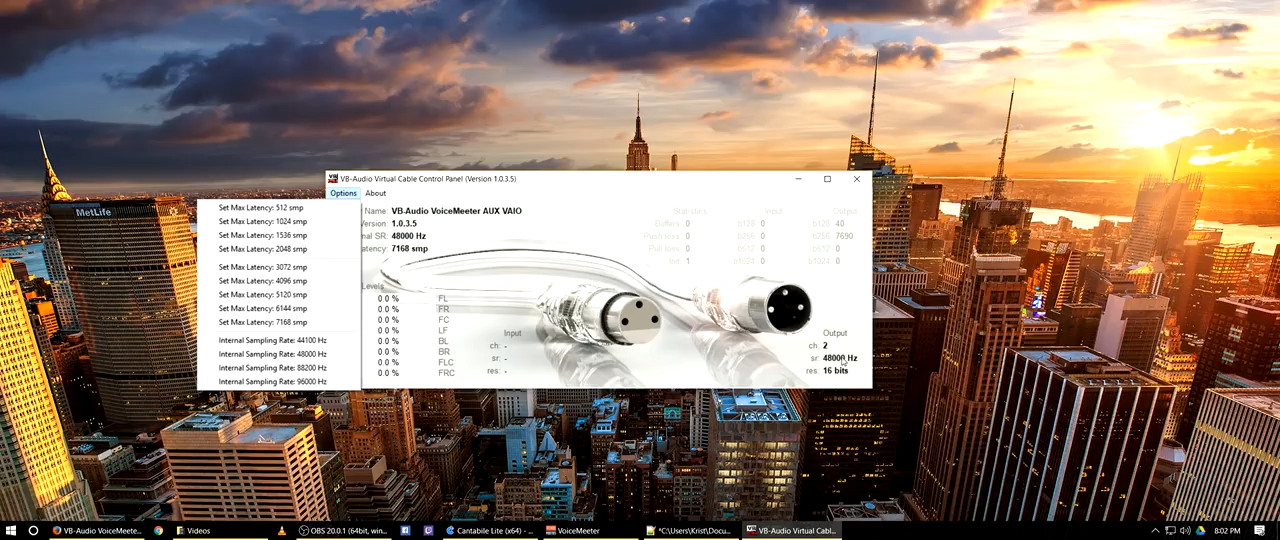 MetLife
VB-Audio Virtual Cable Control Panel (Version 1.0.3.5)
Options About
Set Max Latency: 512 smp
Set Max Latency: 1024 smp
Set Max Latency: 1536 smp
Set Max Latency: 2048 smp
Set Max Latency: 3072 smp
Set Max Latency: 4096 smp
Set Max Latency: 5120 smp
Set Max Latency: 6144 smp
Set Max Latency: 7168 smp
Internal Sampling Rate: 44100 Hz
Internal Sampling Rate: 48000 Hz
Internal Sampling Rate: 88200 Hz
Internal Sampling Rate: 96000 Hz
Name: VB-Audio VoiceMeeter AUX VAIO
Version: 1.0.3.5
nal SR: 48000 Hz
atency: 7168 smp
Statistics Input Output
Buffers: 0 b128 0 b128 40
Push loss: 0 b256 0 b256 7690
Pull loss: 0 b512 0 b512 0
Init: 1 b1024 0 b1024 0
Levels
0.0 % FL
0.0 % FR
0.0 % FC
0.0 % LF
0.0 % BL
0.0 % BR
0.0 % FLC
0.0 % FRC
Input
ch: -
sr: -
res: -
Output
ch: 2
sr: 48000 Hz
res: 16 bits
VB-Audio VoiceMeete...
Videos
OBS 20.0.1 (64bit, win...
Cantabile Lite (x64) - ...
VoiceMeeter
*C:\Users\Krist\Docu...
VB-Audio Virtual Cabl...
8:02 PM